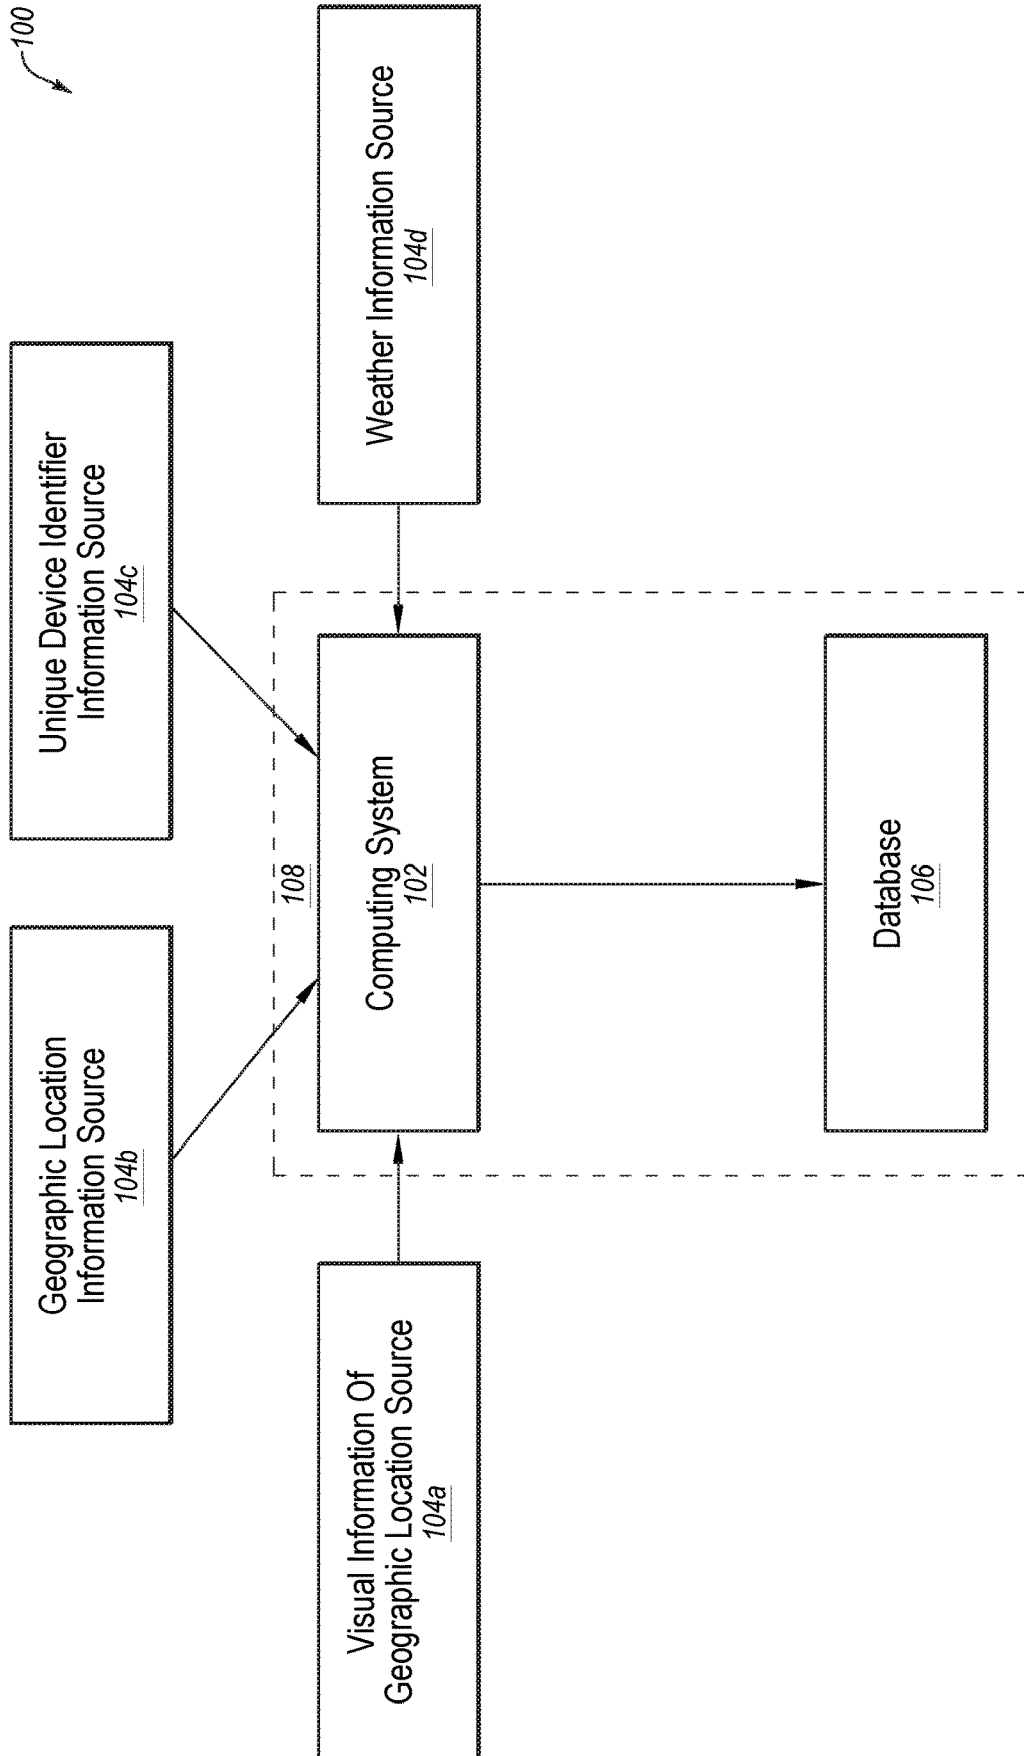 100
Geographic Location
Information Source
104b
Unique Device Identifier
Information Source
104c
Visual Information Of
Geographic Location Source
104a
108
Computing System
102
Weather Information Source
104d
Database
106